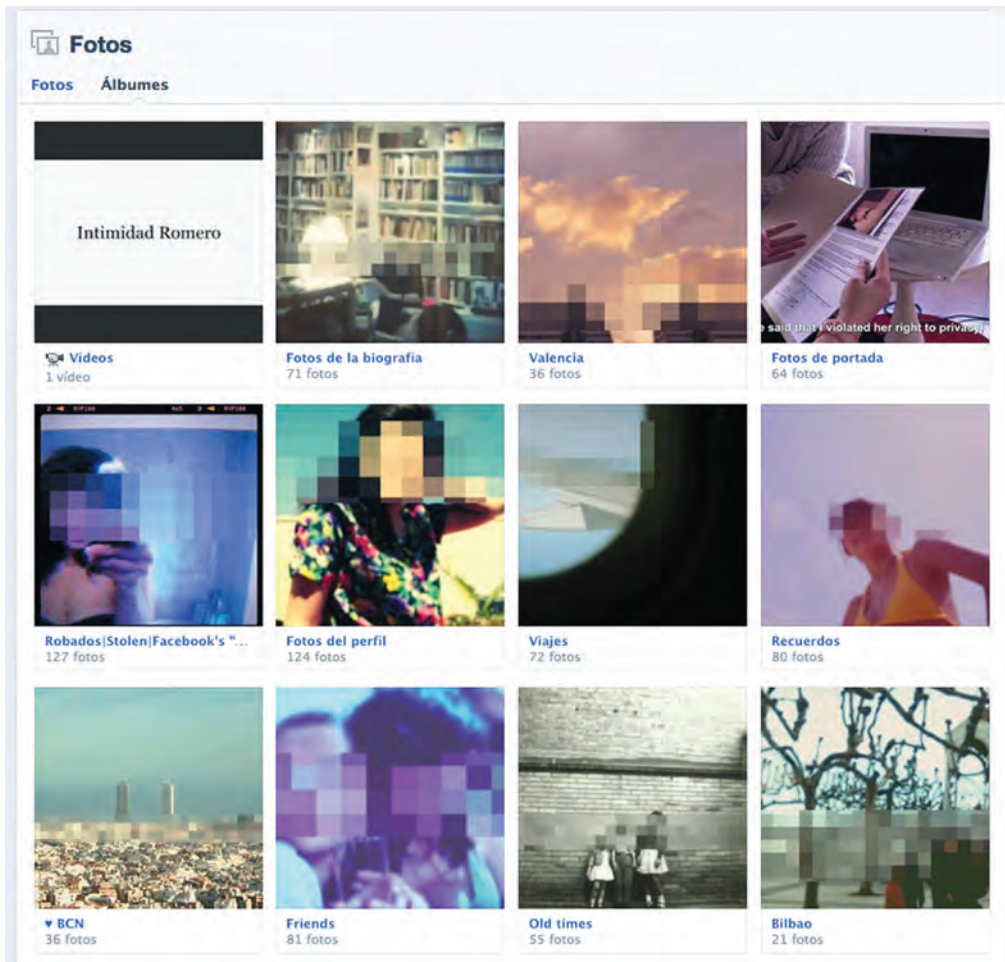 Fotos
Fotos Álbumes
Intimidad Romero
e said that I violated her right to privacy
Vídeos
1 vídeo
Fotos de la biografía
71 fotos
Valencia
36 fotos
Fotos de portada
64 fotos
Robados|Stolen|Facebook's "...
127 fotos
Fotos del perfil
124 fotos
Viajes
72 fotos
Recuerdos
80 fotos
♥ BCN
36 fotos
Friends
81 fotos
Old times
55 fotos
Bilbao
21 fotos